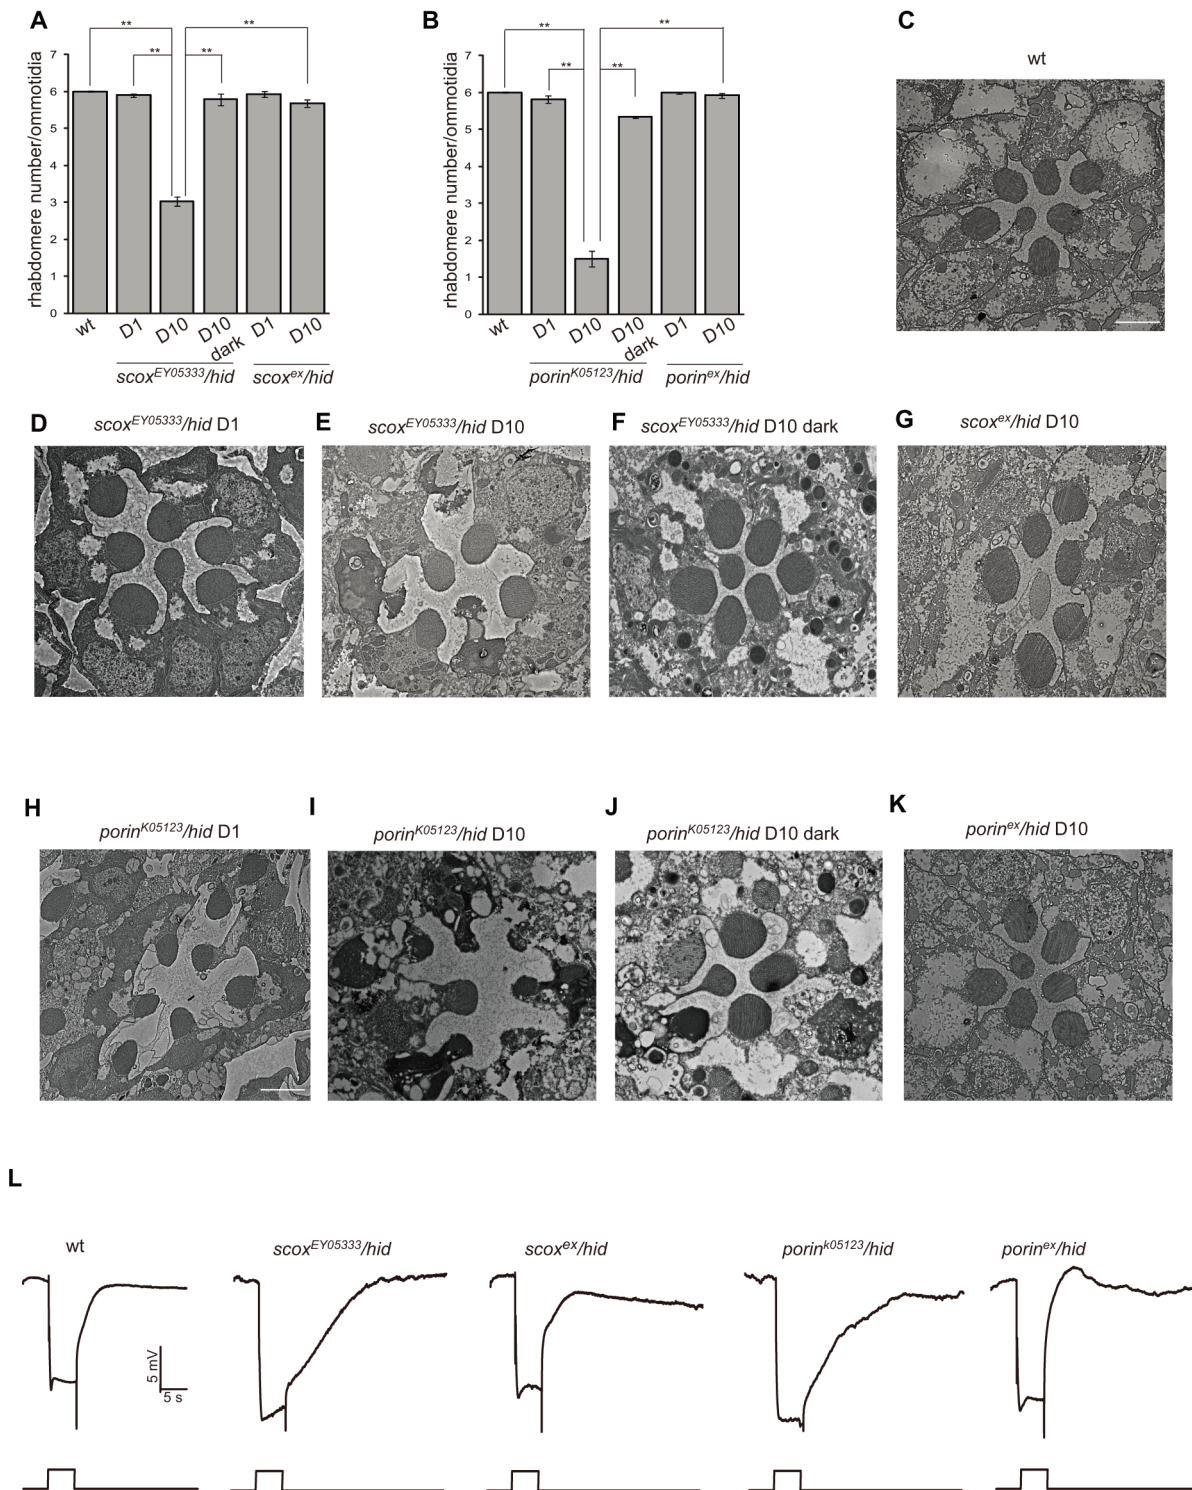 A
** **
** **
rhabdomere number/ommotidia
7
6
5
4
3
2
1
0
wt
D1
D10
D10 dark
D1
D10
scox^EY05333/hid
scox^ex/hid
B
** **
** **
rhabdomere number/ommotidia
7
6
5
4
3
2
1
0
wt
D1
D10
D10 dark
D1
D10
porin^K05123/hid
porin^ex/hid
C
wt
D
scox^EY05333/hid D1
E
scox^EY05333/hid D10
F
scox^EY05333/hid D10 dark
G
scox^ex/hid D10
H
porin^K05123/hid D1
I
porin^K05123/hid D10
J
porin^K05123/hid D10 dark
K
porin^ex/hid D10
L
wt
5 mV
5 s
scox^EY05333/hid
scox^ex/hid
porin^k05123/hid
porin^ex/hid